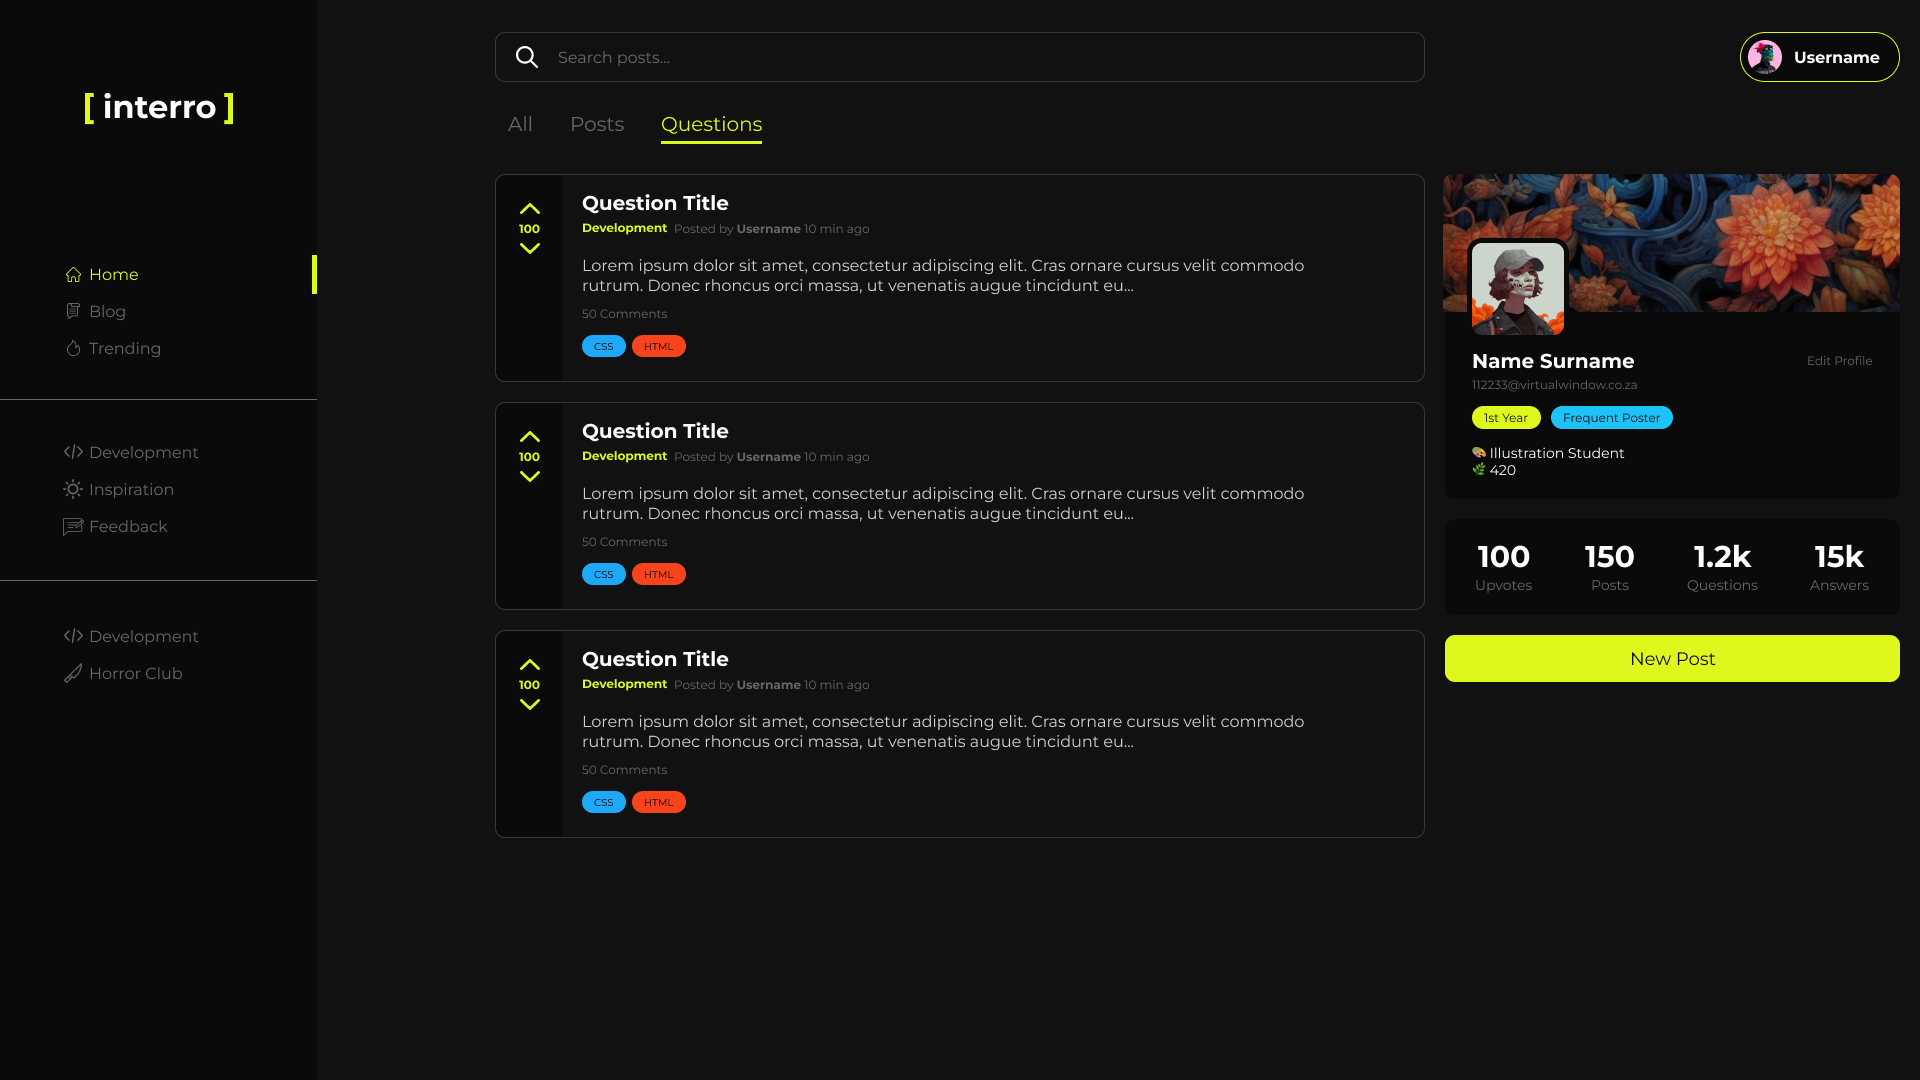 [ interro ]
Home
Blog
Trending
Development
Inspiration
Feedback
Development
Horror Club
Search posts...
Username
All
Posts
Questions
100
Question Title
Development Posted by Username 10 min ago
Lorem ipsum dolor sit amet, consectetur adipiscing elit. Cras ornare cursus velit commodo
rutrum. Donec rhoncus orci massa, ut venenatis augue tincidunt eu...
50 Comments
CSS
HTML
100
Question Title
Development Posted by Username 10 min ago
Lorem ipsum dolor sit amet, consectetur adipiscing elit. Cras ornare cursus velit commodo
rutrum. Donec rhoncus orci massa, ut venenatis augue tincidunt eu...
50 Comments
CSS
HTML
100
Question Title
Development Posted by Username 10 min ago
Lorem ipsum dolor sit amet, consectetur adipiscing elit. Cras ornare cursus velit commodo
rutrum. Donec rhoncus orci massa, ut venenatis augue tincidunt eu...
50 Comments
CSS
HTML
Name Surname
Edit Profile
112233@virtualwindow.co.za
1st Year
Frequent Poster
🎨 Illustration Student
🌿 420
100
Upvotes
150
Posts
1.2k
Questions
15k
Answers
New Post